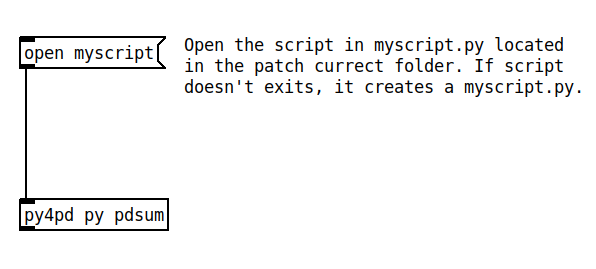 open myscript
Open the script in myscript.py located
in the patch currect folder. If script
doesn't exits, it creates a myscript.py.
py4pd py pdsum